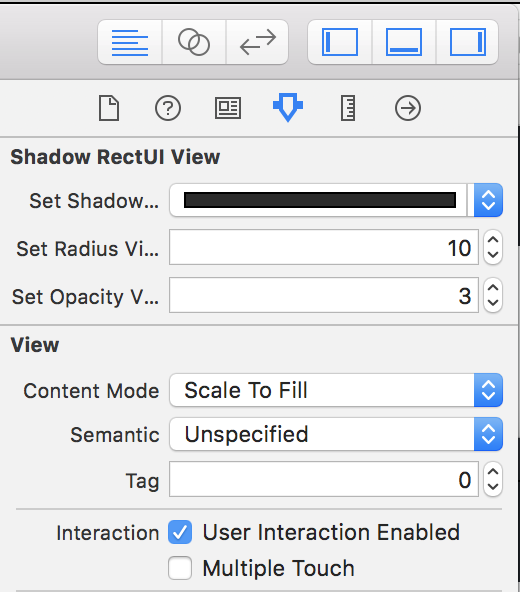 Shadow RectUI View
Set Shadow...
Set Radius Vi... 10
Set Opacity V... 3
View
Content Mode Scale To Fill
Semantic Unspecified
Tag 0
Interaction User Interaction Enabled
Multiple Touch